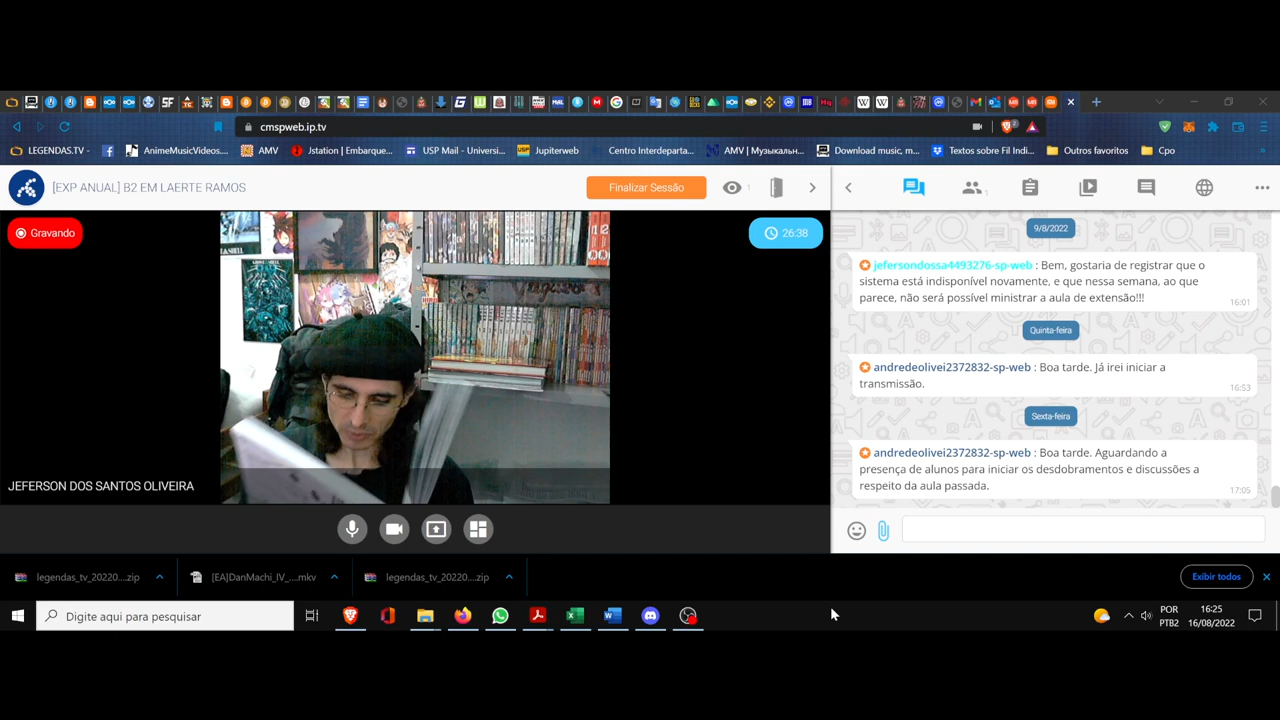 cmspweb.ip.tv
2
LEGENDAS.TV -
AnimeMusicVideos...
AMV
Jstation | Embarque...
USP Mail - Universi...
Jupiterweb
Centro Interdeparta...
AMV | Музыкальн...
Download music, m...
Textos sobre Fil Indi...
Outros favoritos
Cpo
[EXP ANUAL] B2 EM LAERTE RAMOS
Finalizar Sessão
1
1
Gravando
26:38
JEFERSON DOS SANTOS OLIVEIRA
9/8/2022
jefersondossa4493276-sp-web : Bem, gostaria de registrar que o
sistema está indisponível novamente, e que nessa semana, ao que
parece, não será possível ministrar a aula de extensão!!!
16:01
Quinta-feira
andredeolivei2372832-sp-web : Boa tarde. Já irei iniciar a
transmissão.
16:53
Sexta-feira
andredeolivei2372832-sp-web : Boa tarde. Aguardando a
presença de alunos para iniciar os desdobramentos e discussões a
respeito da aula passada.
17:05
legendas_tv_20220....zip
[EA]DanMachi_IV_....mkv
legendas_tv_20220....zip
Exibir todos
Digite aqui para pesquisar
POR
PTB2
16:25
16/08/2022